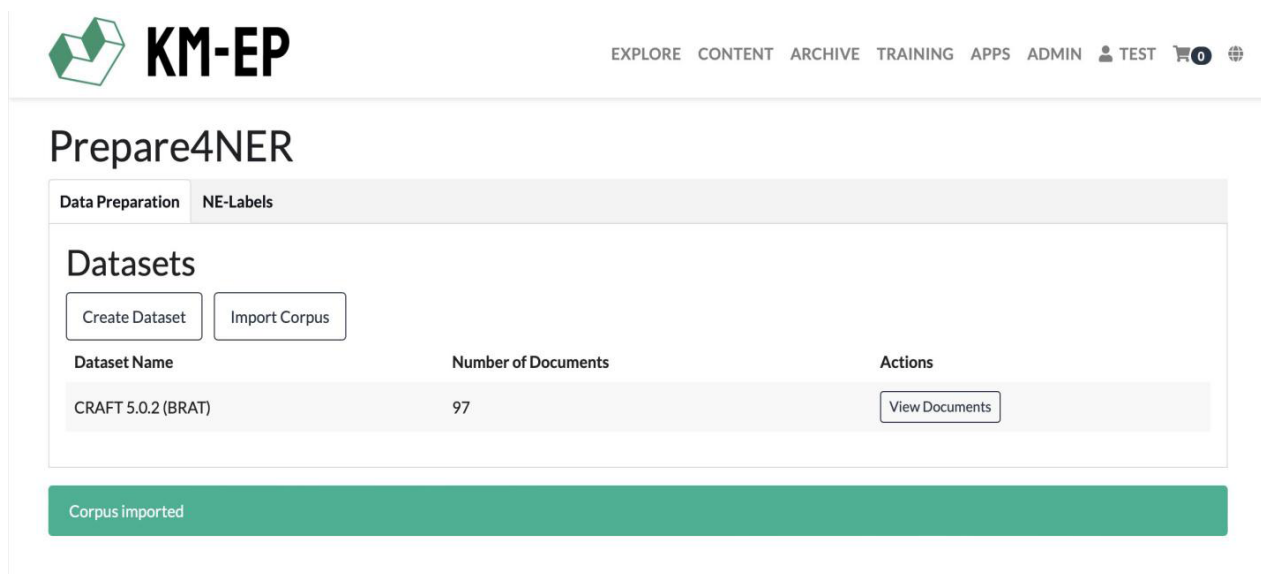 KM-EP
EXPLORE CONTENT ARCHIVE TRAINING APPS ADMIN TEST 0
Prepare4NER
Data Preparation NE-Labels
Datasets
Create Dataset Import Corpus
Dataset Name Number of Documents Actions
CRAFT 5.0.2 (BRAT) 97 View Documents
Corpus imported